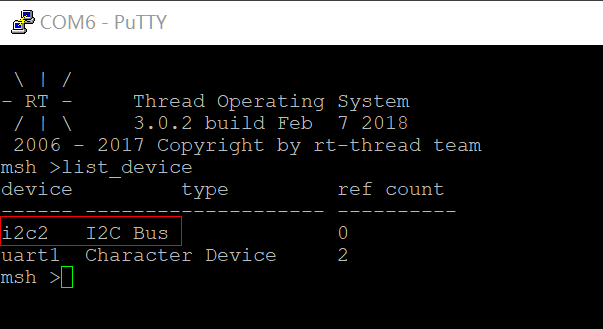 COM6 - PuTTY
\ | /
- RT -     Thread Operating System
/ | \     3.0.2 build Feb  7 2018
2006 - 2017 Copyright by rt-thread team
msh >list_device
device         type         ref count
------ -------------------- ----------
i2c2   I2C Bus              0
uart1  Character Device     2
msh >